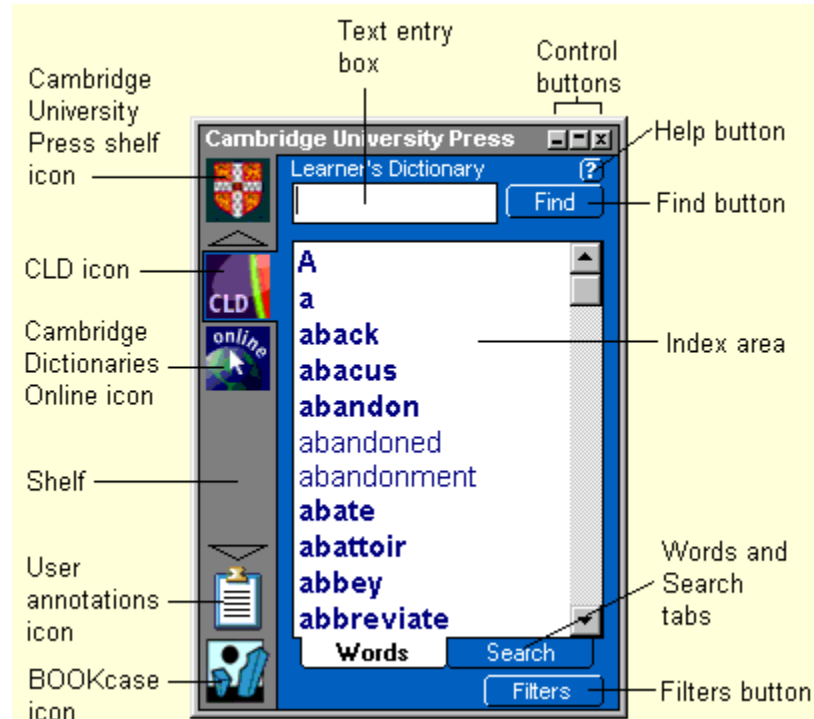 Text entry
box
Control
buttons
Cambridge
University
Press shelf
icon
Cambridge University Press
Help button
Learner's Dictionary
?
Find
Find button
CLD icon
CLD
A
a
aback
abacus
abandon
abandoned
abandonment
abate
abattoir
abbey
abbreviate
Index area
Cambridge
Dictionaries
Online icon
online
Shelf
User
annotations
icon
Words and
Search
tabs
Words
Search
BOOKcase
icon
Filters
Filters button